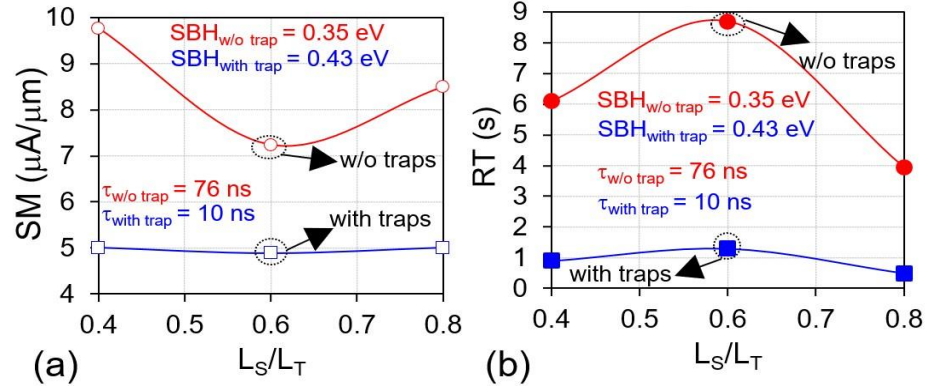 10
9
8
7
6
5
4
SM (μA/μm)
SBHw/o trap = 0.35 eV
SBHwith trap = 0.43 eV
w/o traps
τw/o trap = 76 ns
τwith trap = 10 ns
with traps
0.4 0.5 0.6 0.7 0.8
(a)
LS/LT
9
8
7
6
5
4
3
2
1
0
RT (s)
w/o traps
SBHw/o trap = 0.35 eV
SBHwith trap = 0.43 eV
τw/o trap = 76 ns
τwith trap = 10 ns
with traps
0.4 0.5 0.6 0.7 0.8
(b)
LS/LT